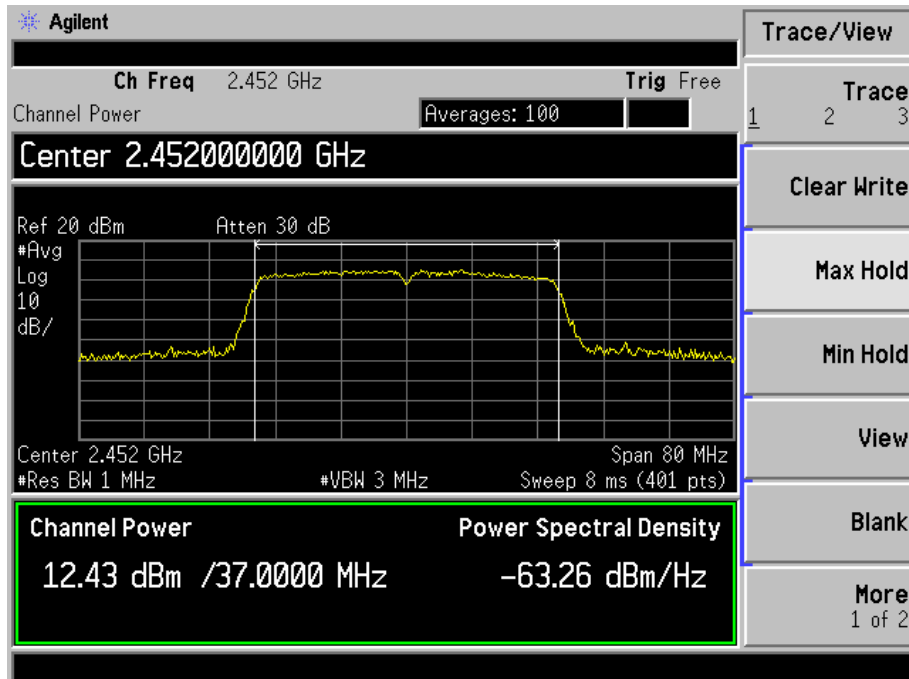 Agilent
Trace/View
Ch Freq 2.452 GHz Trig Free
Channel Power Averages: 100
Center 2.452000000 GHz
Ref 20 dBm Atten 30 dB
#Avg
Log
10
dB/
Center 2.452 GHz Span 80 MHz
#Res BW 1 MHz #VBW 3 MHz Sweep 8 ms (401 pts)
Channel Power Power Spectral Density
12.43 dBm /37.0000 MHz -63.26 dBm/Hz
Trace
1 2 3
Clear Write
Max Hold
Min Hold
View
Blank
More
1 of 2